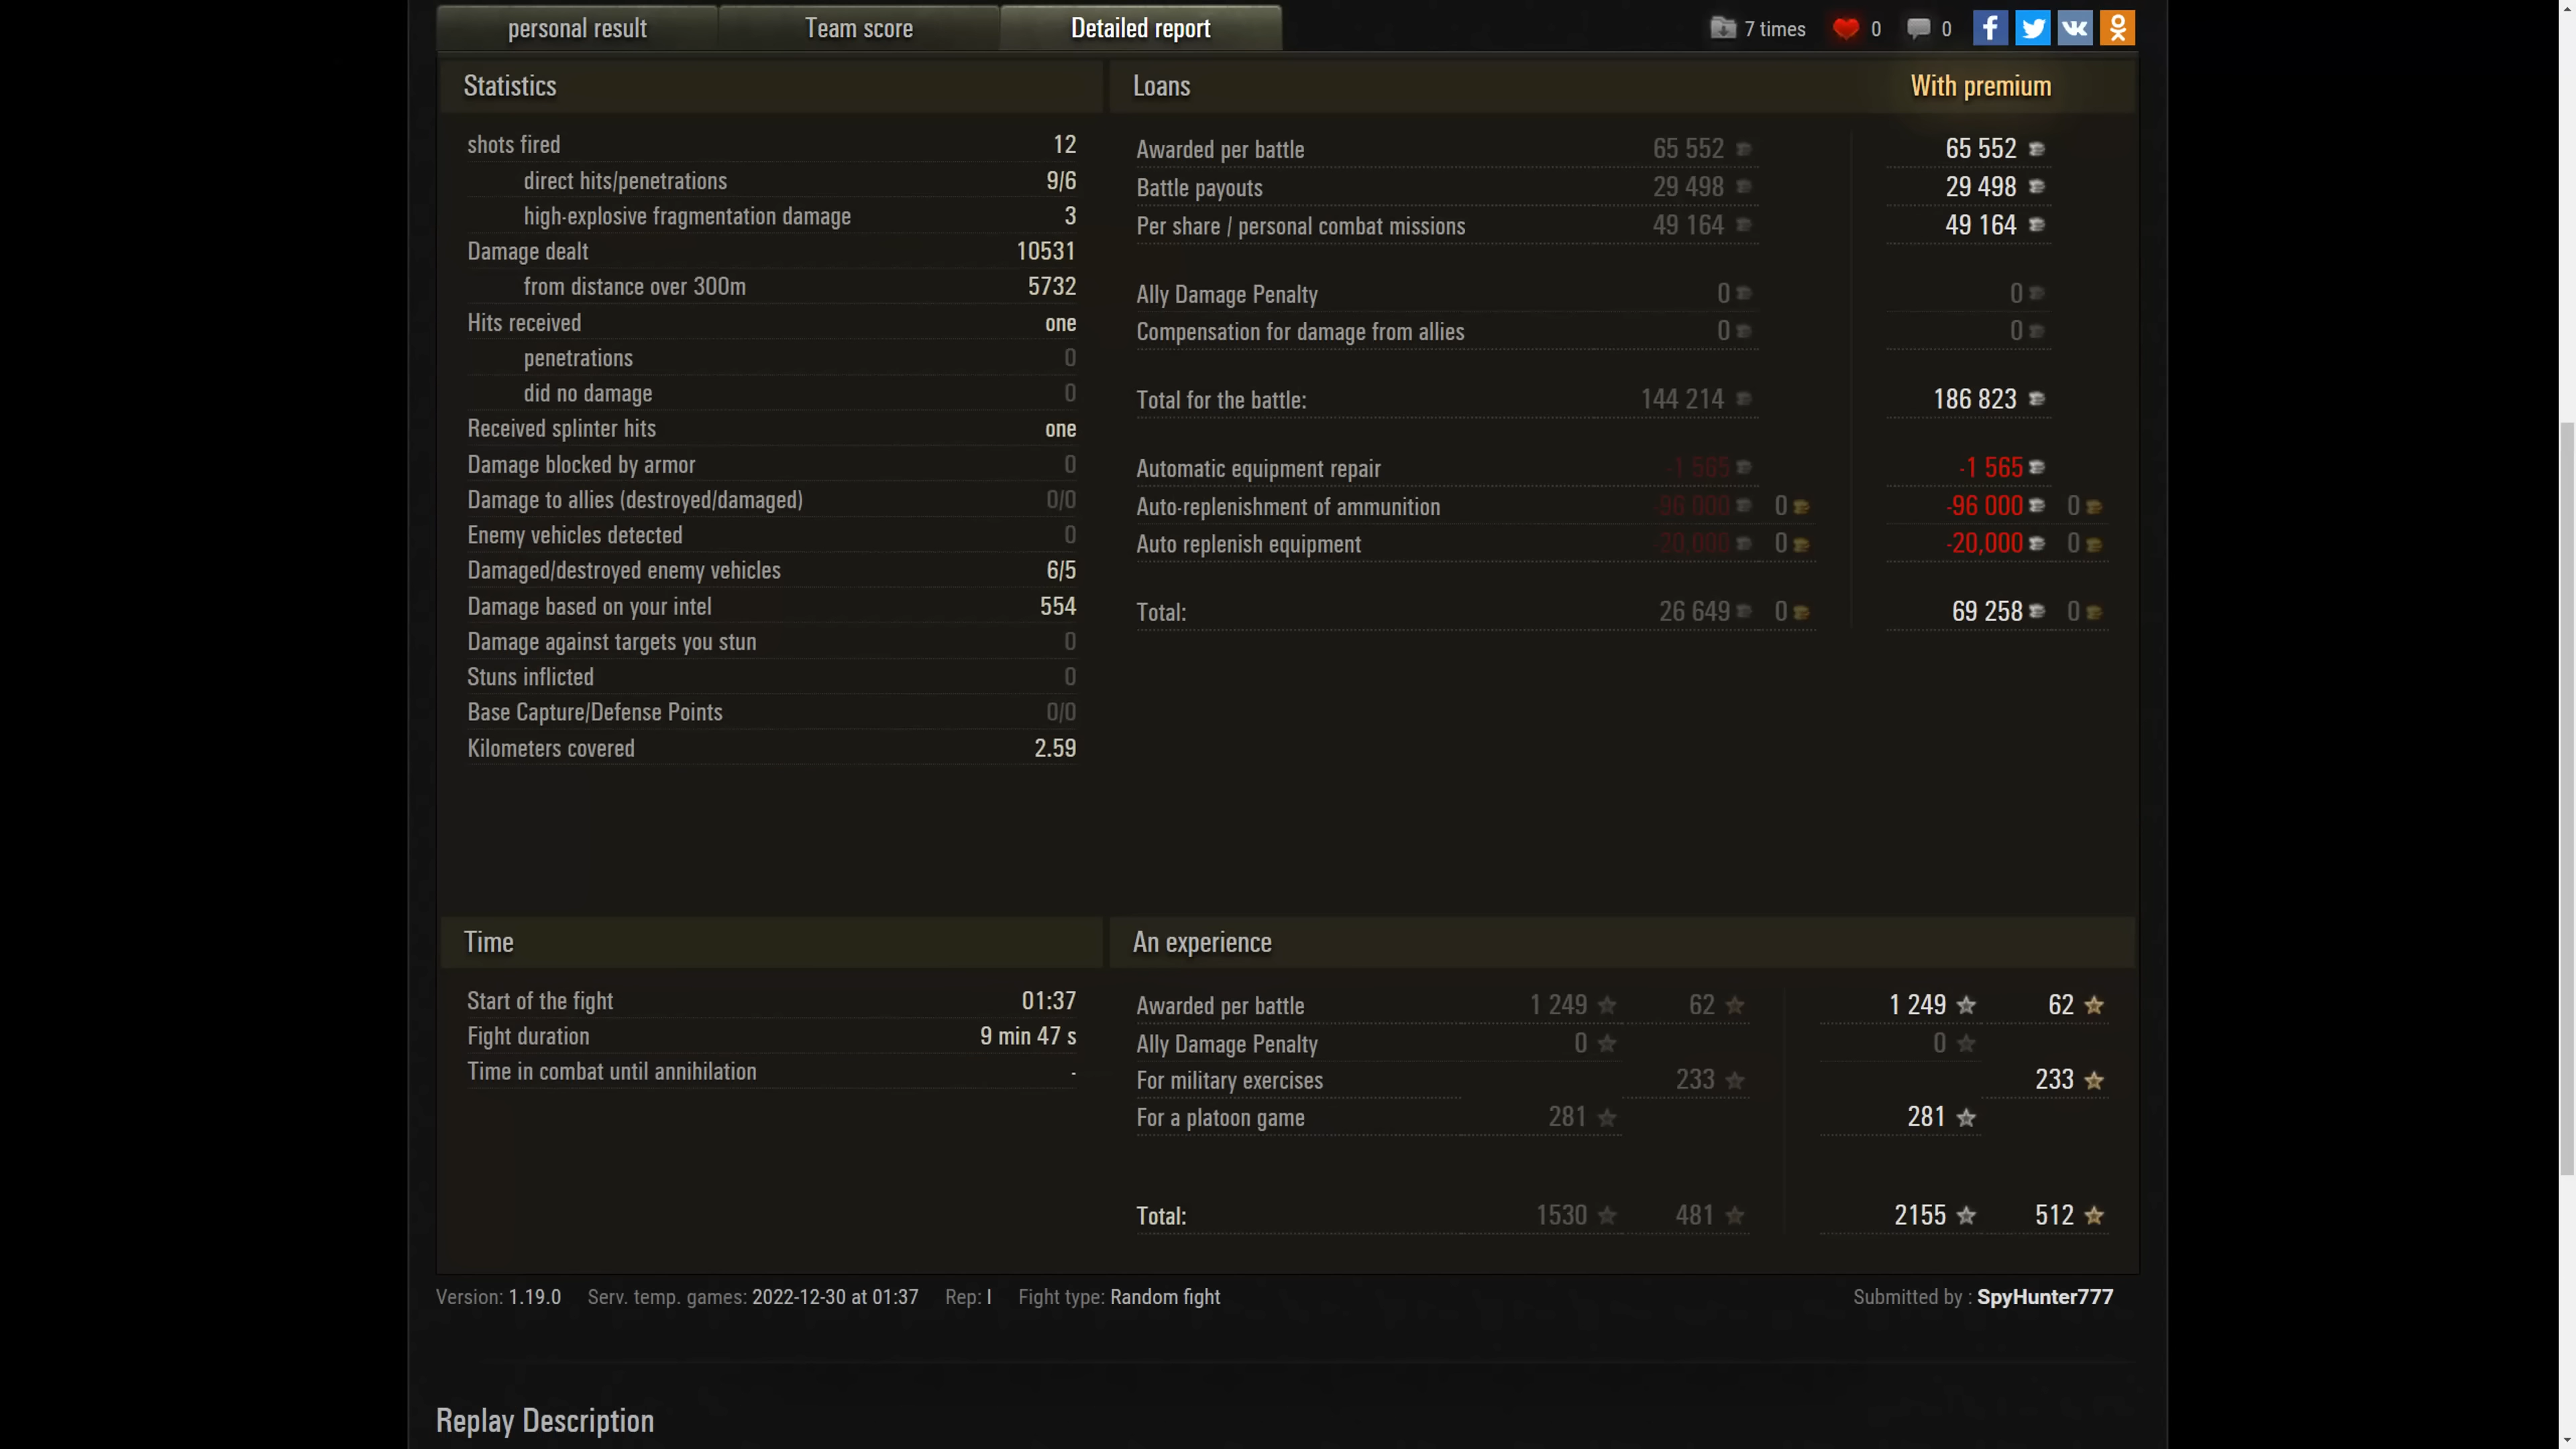 personal result
Team score
Detailed report
7 times
0
0
Statistics
shots fired 12
direct hits/penetrations 9/6
high-explosive fragmentation damage 3
Damage dealt 10531
from distance over 300m 5732
Hits received one
penetrations 0
did no damage 0
Received splinter hits one
Damage blocked by armor 0
Damage to allies (destroyed/damaged) 0/0
Enemy vehicles detected 0
Damaged/destroyed enemy vehicles 6/5
Damage based on your intel 554
Damage against targets you stun 0
Stuns inflicted 0
Base Capture/Defense Points 0/0
Kilometers covered 2.59
Loans With premium
Awarded per battle 65 552 65 552
Battle payouts 29 498 29 498
Per share / personal combat missions 49 164 49 164
Ally Damage Penalty 0 0
Compensation for damage from allies 0 0
Total for the battle: 144 214 186 823
Automatic equipment repair -1 565 -1 565
Auto-replenishment of ammunition -96 000 0 -96 000 0
Auto replenish equipment -20,000 0 -20,000 0
Total: 26 649 0 69 258 0
Time
Start of the fight 01:37
Fight duration 9 min 47 s
Time in combat until annihilation -
An experience
Awarded per battle 1 249 62 1 249 62
Ally Damage Penalty 0 0
For military exercises 233 233
For a platoon game 281 281
Total: 1530 481 2155 512
Version: 1.19.0 Serv. temp. games: 2022-12-30 at 01:37 Rep: I Fight type: Random fight Submitted by : SpyHunter777
Replay Description